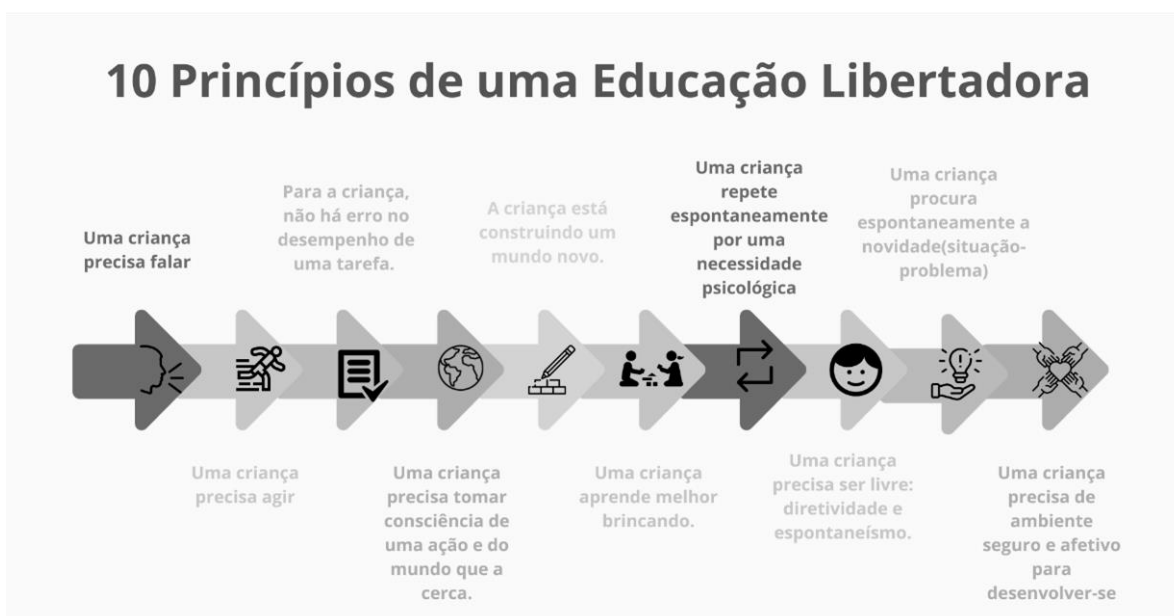 10 Princípios de uma Educação Libertadora
Uma criança
precisa falar
Uma criança
precisa agir
Para a criança,
não há erro no
desempenho de
uma tarefa.
Uma criança
precisa tomar
consciência de
uma ação e do
mundo que a
cerca.
A criança está
construindo um
mundo novo.
Uma criança
aprende melhor
brincando.
Uma criança
repete
espontaneamente
por uma
necessidade
psicológica
Uma criança
precisa ser livre:
diretividade e
espontaneísmo.
Uma criança
procura
espontaneamente a
novidade(situação-
problema)
Uma criança
precisa de
ambiente
seguro e afetivo
para
desenvolver-se